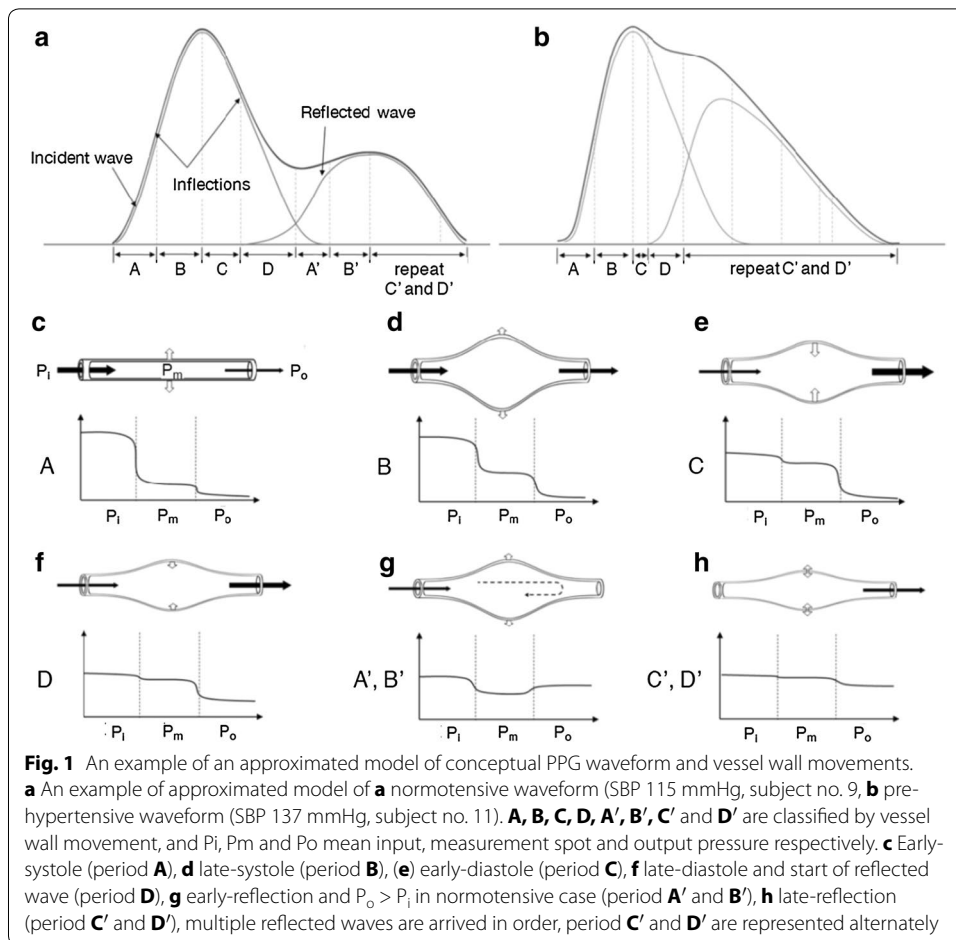 a
b
Reflected wave
Incident wave
Inflections
A B C D A' B' repeat C' and D'
A B C D repeat C' and D'
c
d
e
Pi Pm Po
A
B
C
Pi Pm Po
Pi Pm Po
Pi Pm Po
f
g
h
D
A', B'
C', D'
Pi Pm Po
Pi Pm Po
Pi Pm Po
Fig. 1 An example of an approximated model of conceptual PPG waveform and vessel wall movements.
a An example of approximated model of a normotensive waveform (SBP 115 mmHg, subject no. 9, b pre-
hypertensive waveform (SBP 137 mmHg, subject no. 11). A, B, C, D, A′, B′, C′ and D′ are classified by vessel
wall movement, and Pi, Pm and Po mean input, measurement spot and output pressure respectively. c Early-
systole (period A), d late-systole (period B), (e) early-diastole (period C), f late-diastole and start of reflected
wave (period D), g early-reflection and Po > Pi in normotensive case (period A′ and B′), h late-reflection
(period C′ and D′), multiple reflected waves are arrived in order, period C′ and D′ are represented alternately